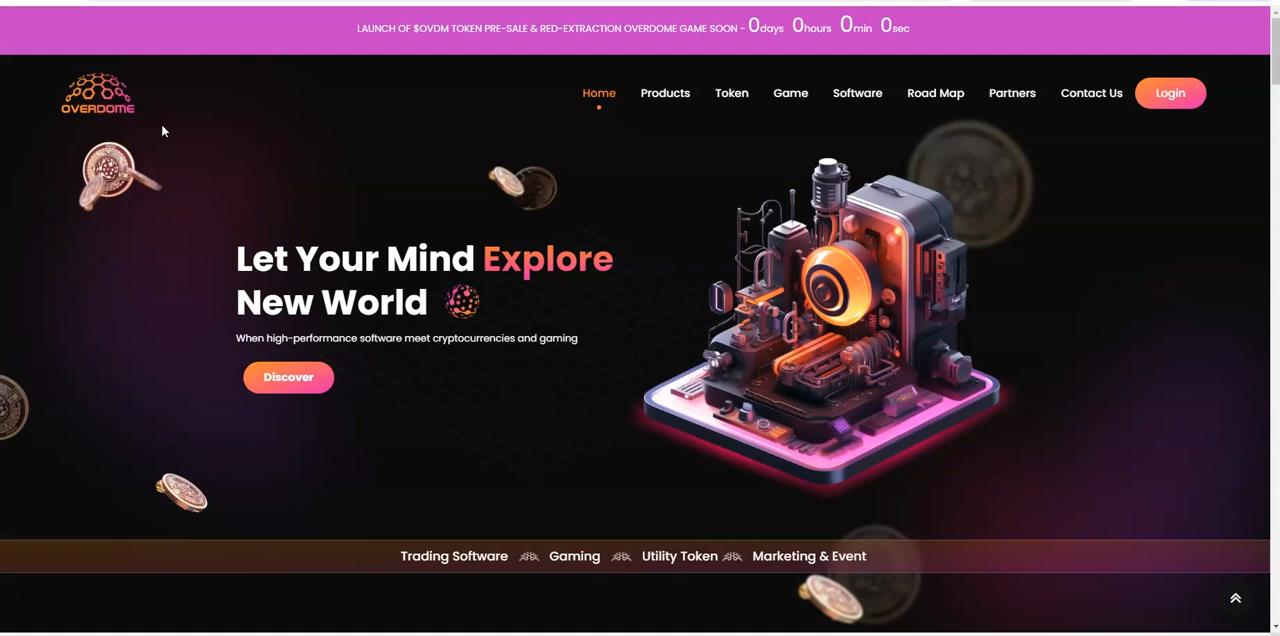 LAUNCH OF $OVDM TOKEN PRE-SALE & RED-EXTRACTION OVERDOME GAME SOON - 0days 0hours 0min 0sec
OVERDOME
Home Products Token Game Software Road Map Partners Contact Us Login
Let Your Mind Explore
New World
When high-performance software meet cryptocurrencies and gaming
Discover
Trading Software Gaming Utility Token Marketing & Event